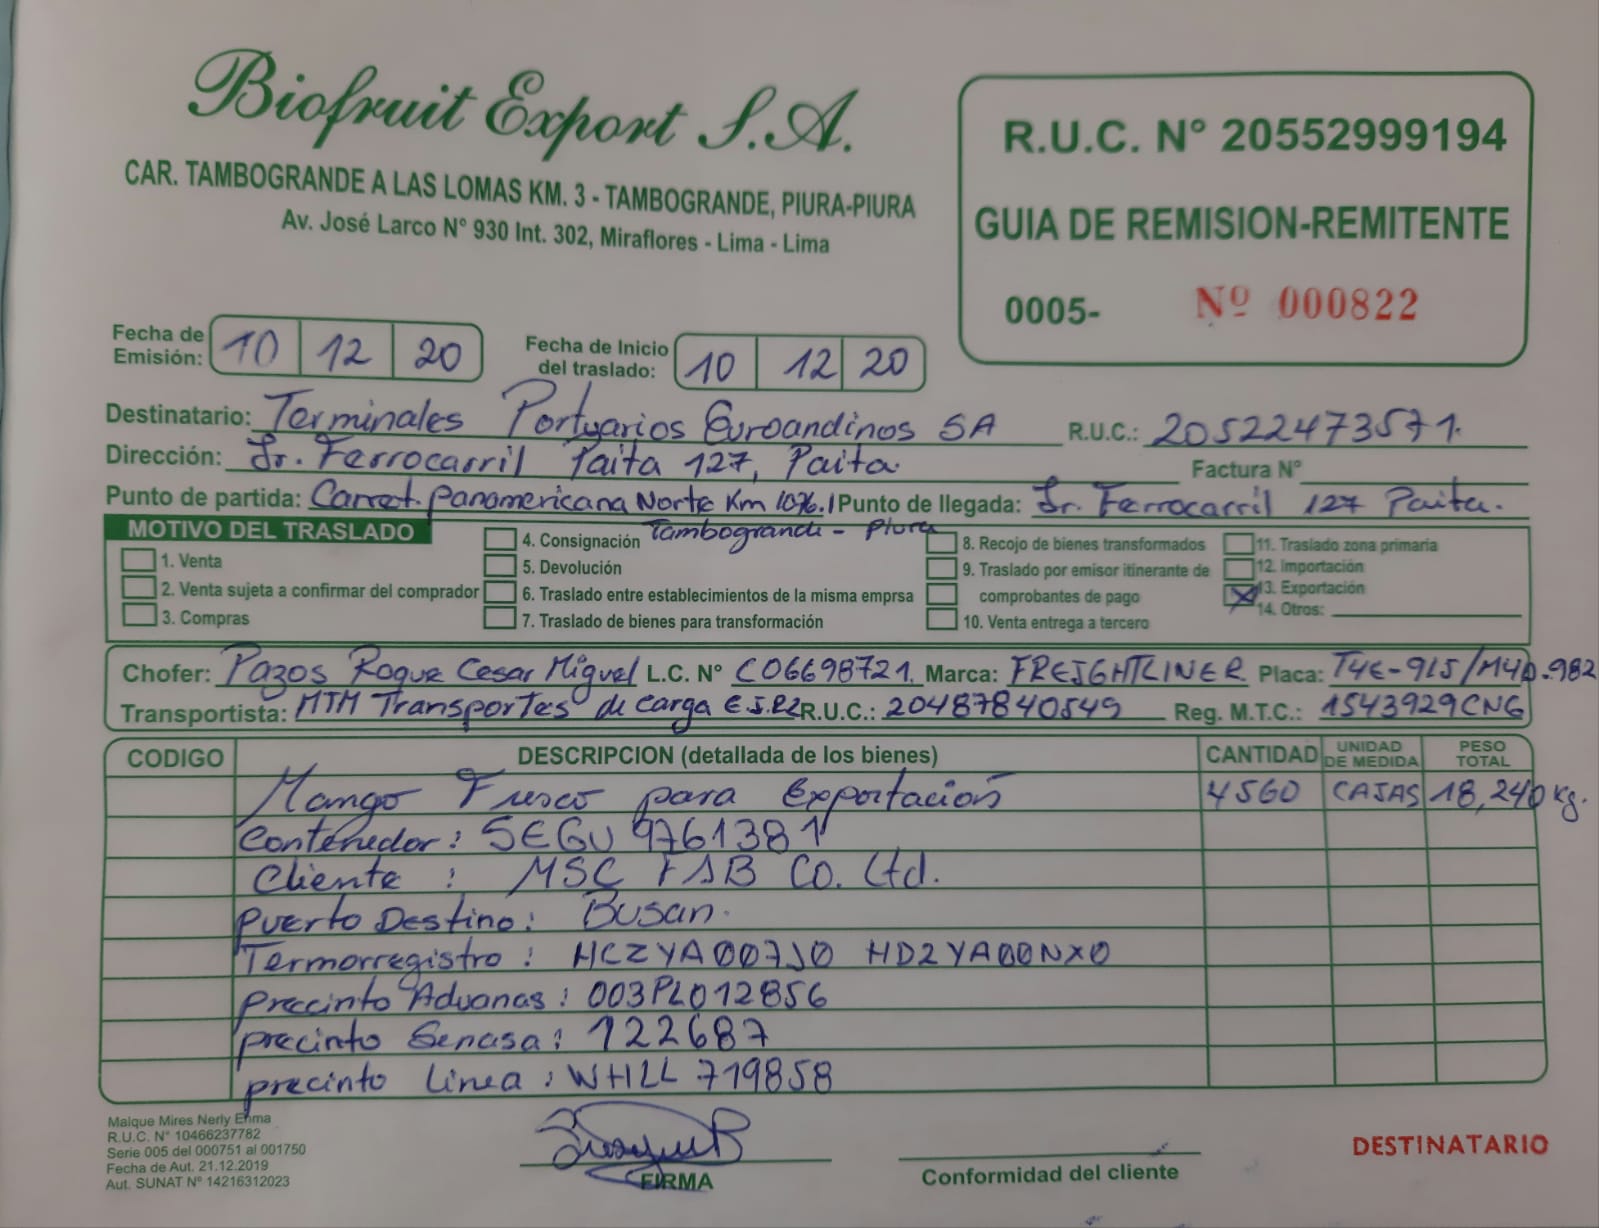 Biofruit Export S.A.
CAR. TAMBOGRANDE A LAS LOMAS KM. 3 - TAMBOGRANDE, PIURA-PIURA
Av. José Larco N° 930 Int. 302, Miraflores - Lima - Lima
R.U.C. N° 20552999194
GUIA DE REMISION-REMITENTE
0005- Nº 000822
Fecha de Emisión: 10 12 20
Fecha de Inicio del traslado: 10 12 20
Destinatario: Terminales Portuarios Euroandinos SA R.U.C.: 20522473571.
Dirección: Jr. Ferrocarril Paita 127, Paita. Factura N°
Punto de partida: Carret. Panamericana Norte Km 1076.1 Punto de llegada: Jr. Ferrocarril 127 Paita.
Tambogrande - Piura
MOTIVO DEL TRASLADO
1. Venta
2. Venta sujeta a confirmar del comprador
3. Compras
4. Consignación
5. Devolución
6. Traslado entre establecimientos de la misma emprsa
7. Traslado de bienes para transformación
8. Recojo de bienes transformados
9. Traslado por emisor itinerante de
comprobantes de pago
10. Venta entrega a tercero
11. Traslado zona primaria
12. Importación
13. Exportación
14. Otros:
Chofer: Pazos Roque Cesar Miguel L.C. N° C06698721. Marca: FREIGHTLINER. Placa: T4E-915/M4D-982
Transportista: MTM Transportes de carga E.I.R.L R.U.C.: 20487840549 Reg. M.T.C.: 1543929CNG
CODIGO DESCRIPCION (detallada de los bienes) CANTIDAD UNIDAD DE MEDIDA PESO TOTAL
Mango Fresco para Exportación 4560 CAJAS 18,240 kg.
Contenedor: SEGU 9761381
Cliente : MSC FAB CO. Ltd.
Puerto Destino: Busan.
Termorregistro : HCZYA007J0 HD2YA00NX0
Precinto Aduanas: 003PL012856
precinto Senasa: 122687
precinto Linea : WHLL 719858
Malque Mires Nerly Enma
R.U.C. N° 10466237782
Serie 005 del 000751 al 001750
Fecha de Aut. 21.12.2019
Aut. SUNAT Nº 14216312023
FIRMA
Conformidad del cliente
DESTINATARIO